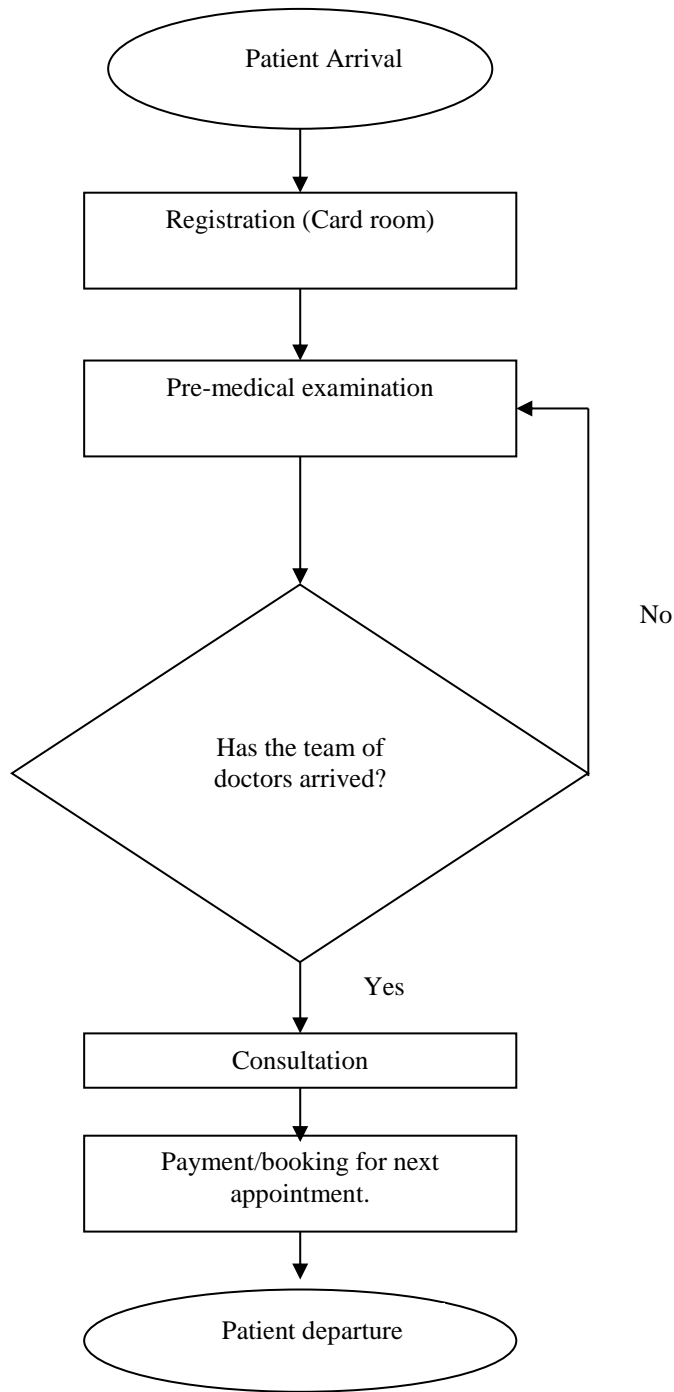 Patient Arrival
Registration (Card room)
Pre-medical examination
No
Has the team of
doctors arrived?
Yes
Consultation
Payment/booking for next
appointment.
Patient departure